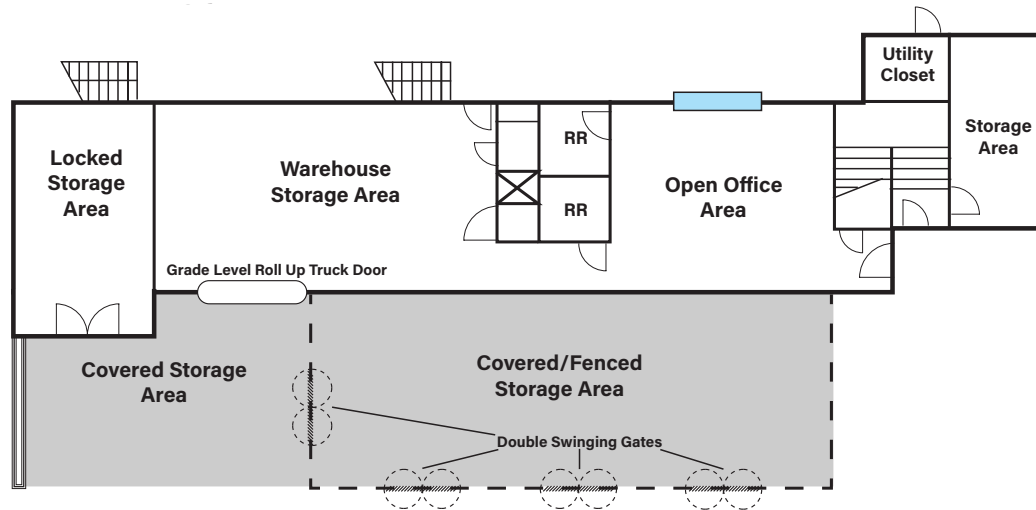 Utility
Closet
Storage
Area
Locked
Storage
Area
Warehouse
Storage Area
RR
RR
Open Office
Area
Grade Level Roll Up Truck Door
Covered Storage
Area
Covered/Fenced
Storage Area
Double Swinging Gates